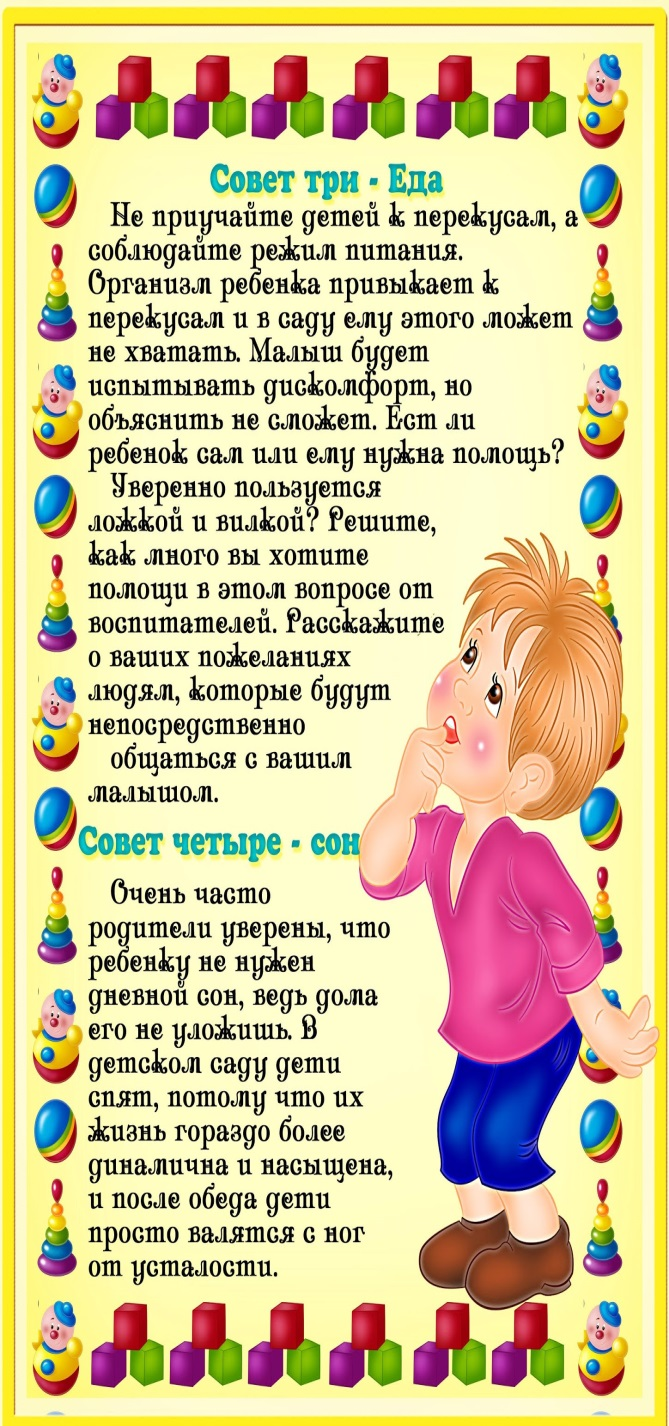 Совет три - Еда
Не приучайте детей к перекусам, а
соблюдайте режим питания.
Организм ребенка привыкает к
перекусам и в саду ему этого может
не хватать. Малыш будет
испытывать дискомфорт, но
объяснить не сможет. Ест ли
ребенок сам или ему нужна помощь?
Уверенно пользуется
ложкой и вилкой? Решите,
как много вы хотите
помощи в этом вопросе от
воспитателей. Расскажите
о ваших пожеланиях
людям, которые будут
непосредственно
общаться с вашим
малышом.
Совет четыре - сон
Очень часто
родители уверены, что
ребенку не нужен
дневной сон, ведь дома
его не уложишь. В
детском саду дети
спят, потому что их
жизнь гораздо более
динамична и насыщена,
и после обеда дети
просто валятся с ног
от усталости.